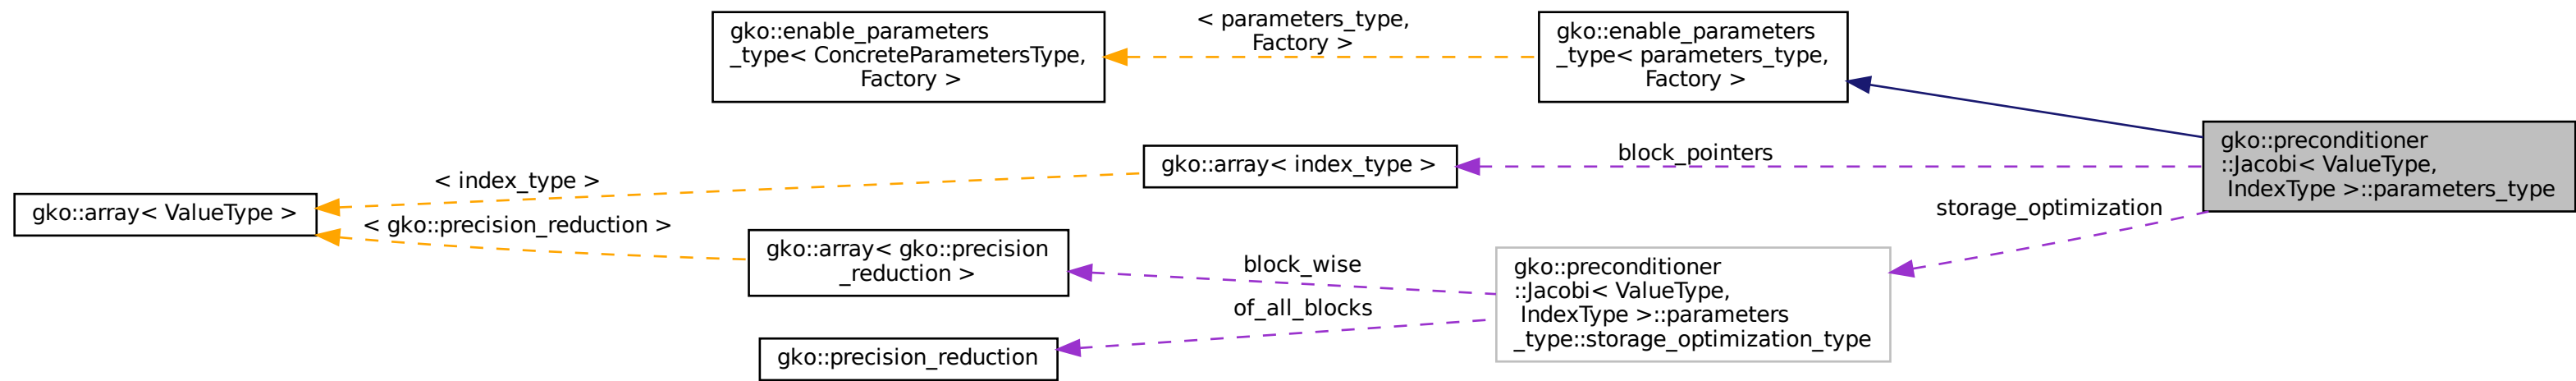 gko::enable_parameters
_type< ConcreteParametersType,
Factory >
< parameters_type,
Factory >
gko::enable_parameters
_type< parameters_type,
Factory >
gko::preconditioner
::Jacobi< ValueType,
IndexType >::parameters_type
block_pointers
gko::array< index_type >
< index_type >
gko::array< ValueType >
< gko::precision_reduction >
storage_optimization
gko::array< gko::precision
_reduction >
block_wise
gko::preconditioner
::Jacobi< ValueType,
IndexType >::parameters
_type::storage_optimization_type
of_all_blocks
gko::precision_reduction